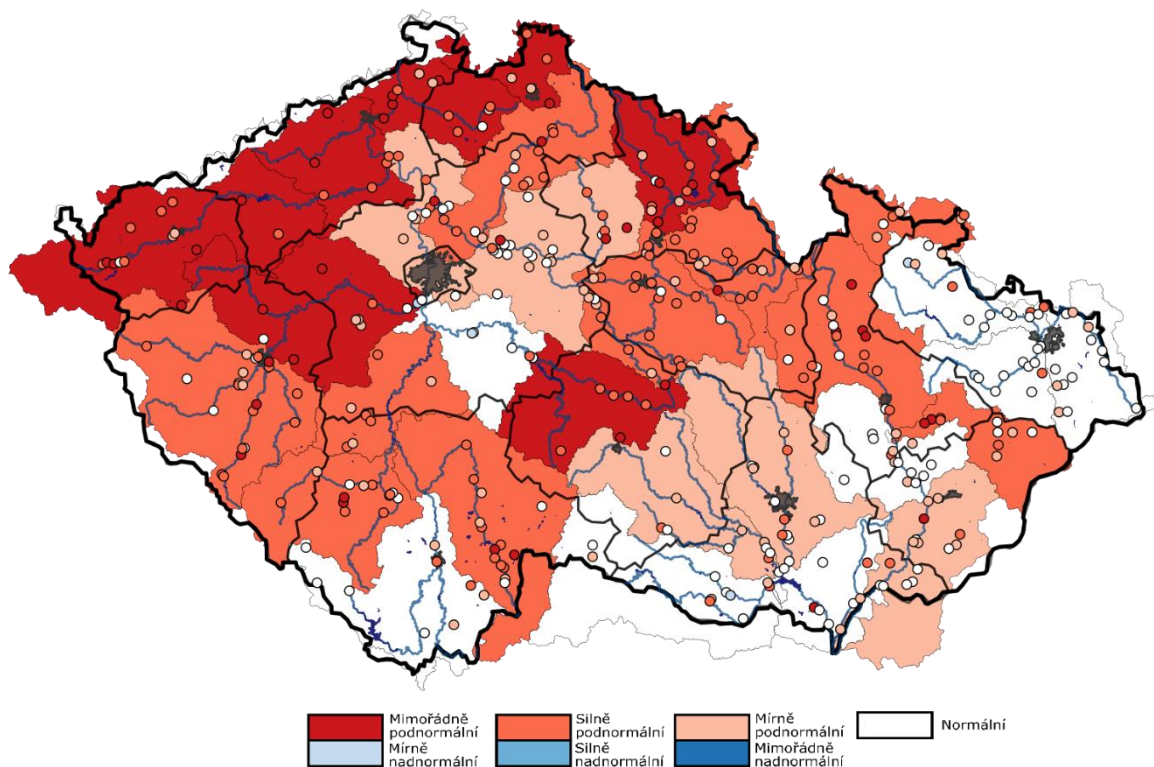 Mimořádně
podnormální
Silně
podnormální
Mírně
podnormální
Normální
Mírně
nadnormální
Silně
nadnormální
Mimořádně
nadnormální